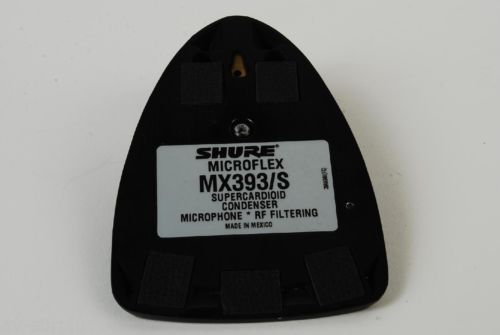 SHURE
MICROFLEX
MX393/S
SUPERCARDIOID
CONDENSER
MICROPHONE * RF FILTERING
MADE IN MEXICO